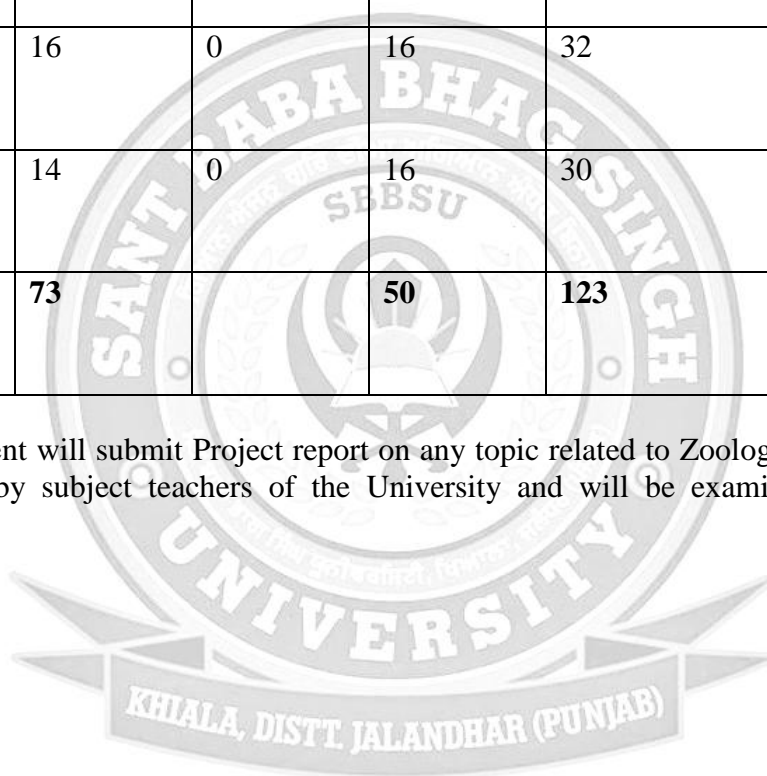 16 0 16 32
14 0 16 30
73 50 123
ent will submit Project report on any topic related to Zoolog
by subject teachers of the University and will be exami
SANT BABA BHAG SINGH
SBBSU
UNIVERSITY
KHIALA, DISTT. JALANDHAR (PUNJAB)